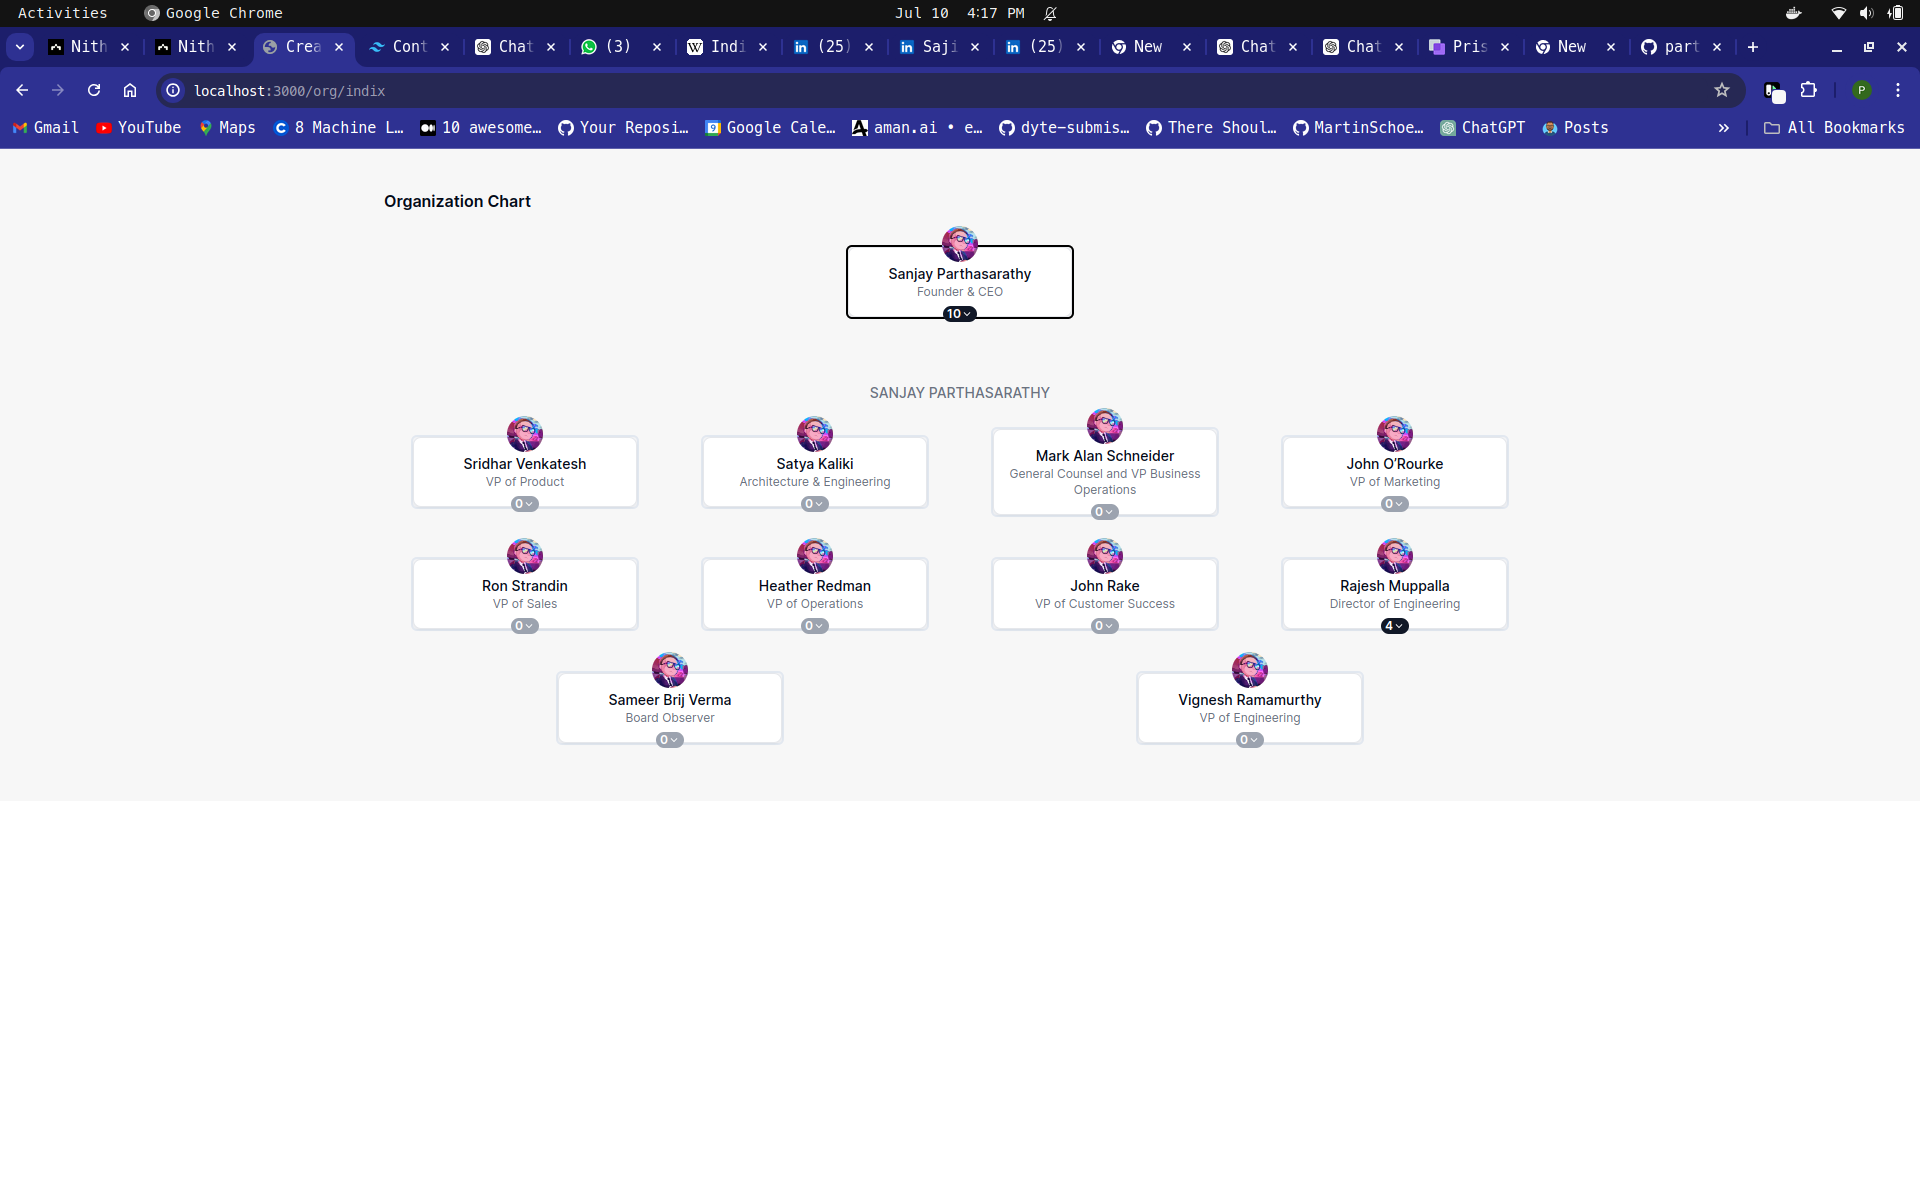 Activities Google Chrome Jul 10 4:17 PM
Nith Nith Crea Cont Chat (3) Indi (25) Saji (25) New Chat Chat Pris New part
localhost:3000/org/indix P
Gmail YouTube Maps 8 Machine L… 10 awesome… Your Reposi… Google Cale… aman.ai • e… dyte-submis… There Shoul… MartinSchoe… ChatGPT Posts » All Bookmarks
Organization Chart
Sanjay Parthasarathy
Founder & CEO
10
SANJAY PARTHASARATHY
Sridhar Venkatesh
VP of Product
0
Satya Kaliki
Architecture & Engineering
0
Mark Alan Schneider
General Counsel and VP Business
Operations
0
John O’Rourke
VP of Marketing
0
Ron Strandin
VP of Sales
0
Heather Redman
VP of Operations
0
John Rake
VP of Customer Success
0
Rajesh Muppalla
Director of Engineering
4
Sameer Brij Verma
Board Observer
0
Vignesh Ramamurthy
VP of Engineering
0